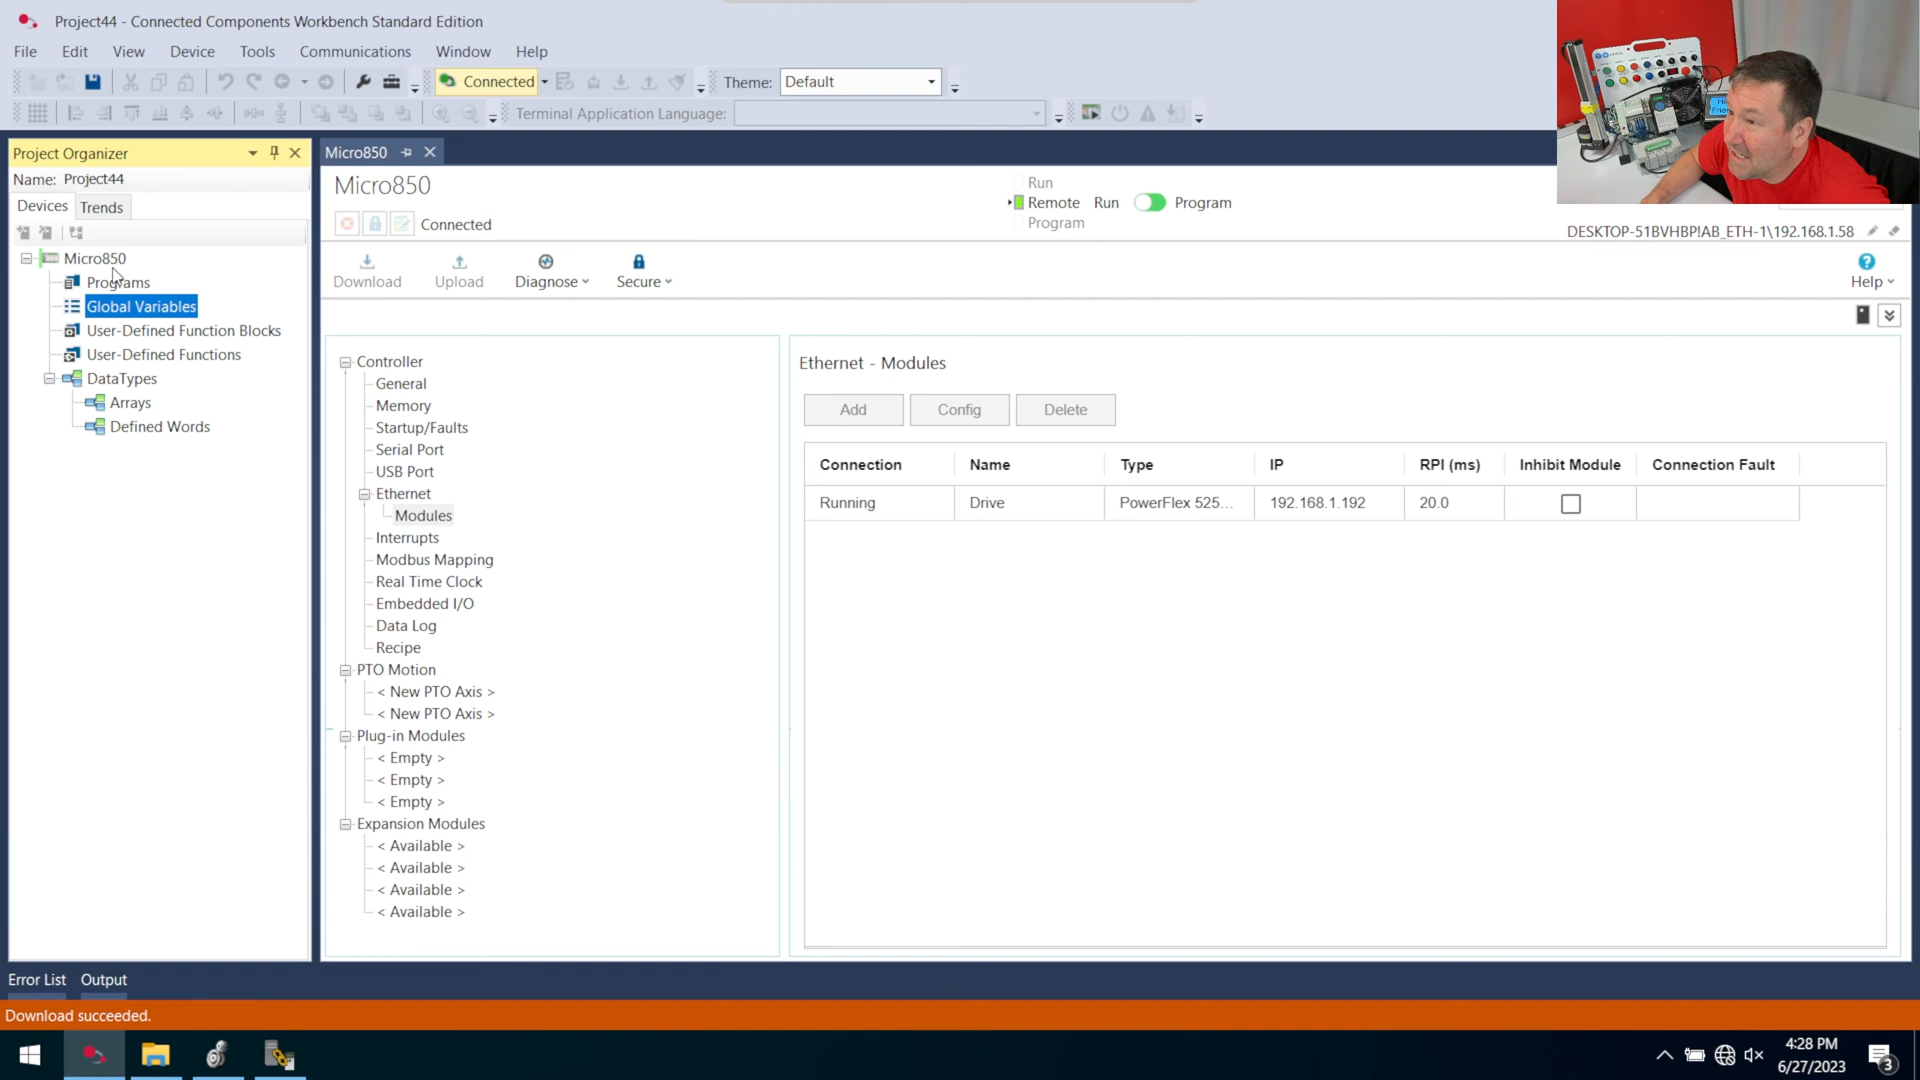 Project44 - Connected Components Workbench Standard Edition
File Edit View Device Tools Communications Window Help
Connected Theme: Default
Terminal Application Language:
Project Organizer
Name: Project44
Devices Trends
Micro850
Programs
Global Variables
User-Defined Function Blocks
User-Defined Functions
DataTypes
Arrays
Defined Words
Micro850
Micro850
Connected
Run
Remote Run Program
Program
DESKTOP-51BVHBP!AB_ETH-1\192.168.1.58
Download Upload Diagnose Secure Help
Controller
General
Memory
Startup/Faults
Serial Port
USB Port
Ethernet
Modules
Interrupts
Modbus Mapping
Real Time Clock
Embedded I/O
Data Log
Recipe
PTO Motion
< New PTO Axis >
< New PTO Axis >
Plug-in Modules
< Empty >
< Empty >
< Empty >
Expansion Modules
< Available >
< Available >
< Available >
< Available >
Ethernet - Modules
Add Config Delete
Connection Name Type IP RPI (ms) Inhibit Module Connection Fault
Running Drive PowerFlex 525... 192.168.1.192 20.0
Error List Output
Download succeeded.
4:28 PM
6/27/2023
3